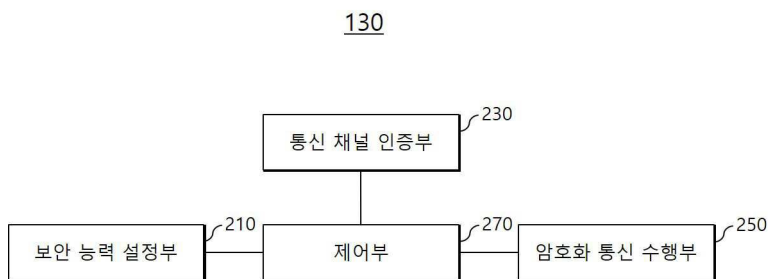 130
230
통신 채널 인증부
210
270
250
보안 능력 설정부
제어부
암호화 통신 수행부